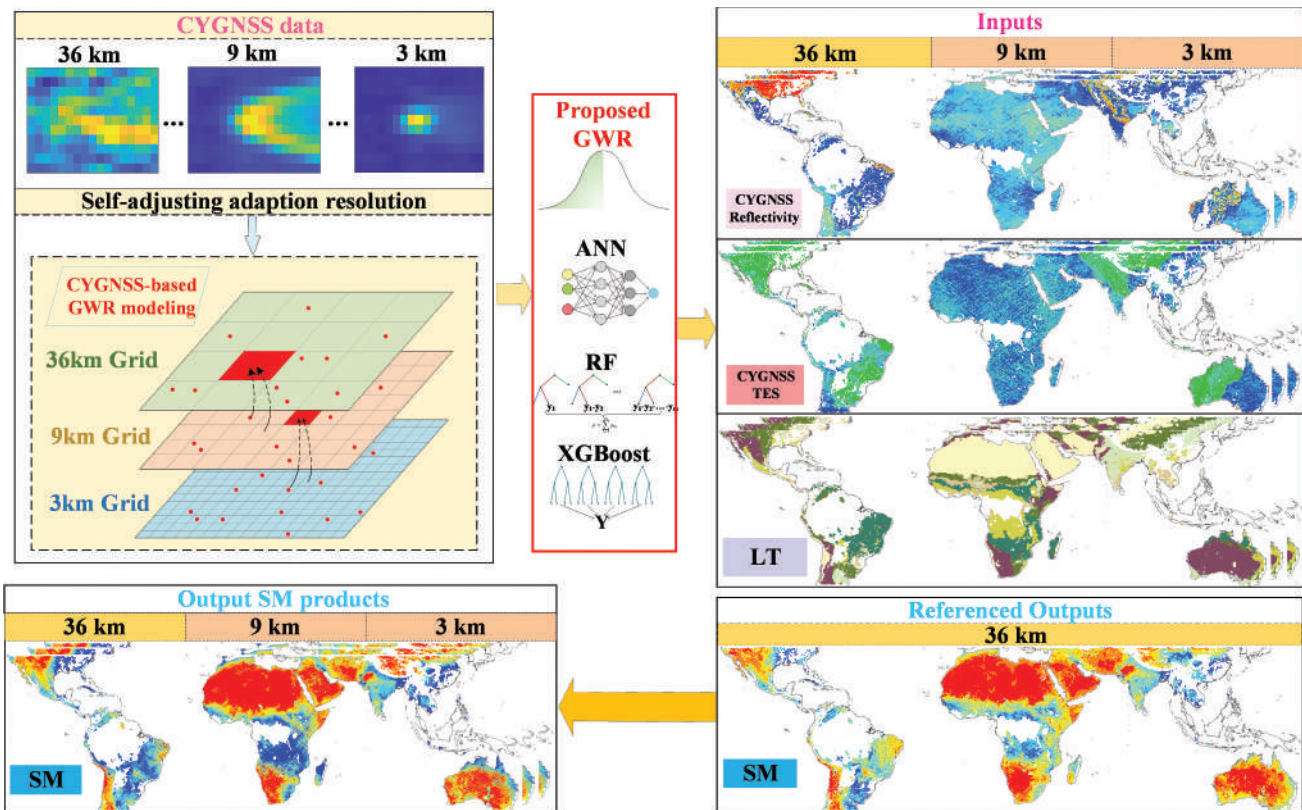 CYGNSS data
36 km
9 km
3 km
...
...
Self-adjusting adaption resolution
CYGNSS-based
GWR modeling
36km Grid
9km Grid
3km Grid
Proposed
GWR
ANN
RF
XGBoost
Y
Inputs
36 km
9 km
3 km
CYGNSS
Reflectivity
CYGNSS
TES
LT
Output SM products
36 km
9 km
3 km
SM
Referenced Outputs
36 km
SM